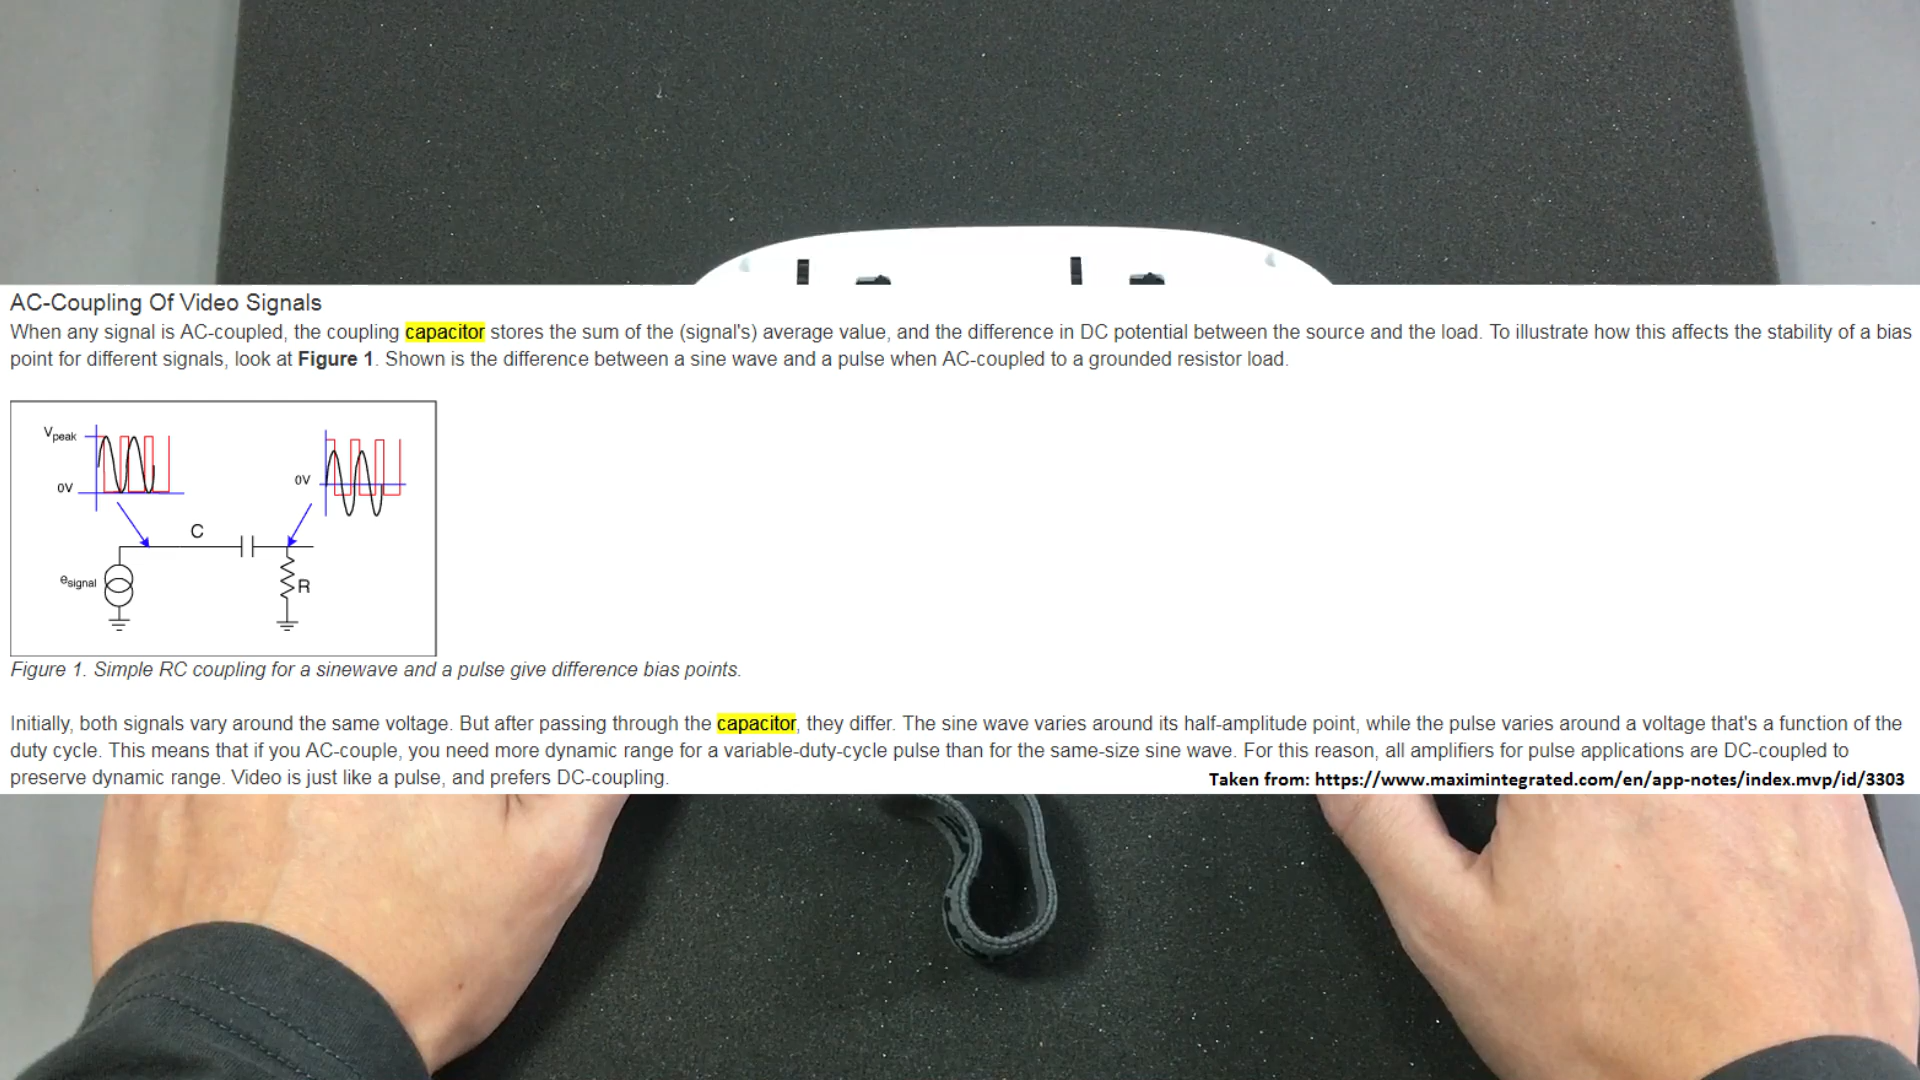 AC-Coupling Of Video Signals
When any signal is AC-coupled, the coupling capacitor stores the sum of the (signal's) average value, and the difference in DC potential between the source and the load. To illustrate how this affects the stability of a bias
point for different signals, look at Figure 1. Shown is the difference between a sine wave and a pulse when AC-coupled to a grounded resistor load.
Vpeak
0V
0V
C
esignal
R
Figure 1. Simple RC coupling for a sinewave and a pulse give difference bias points.
Initially, both signals vary around the same voltage. But after passing through the capacitor, they differ. The sine wave varies around its half-amplitude point, while the pulse varies around a voltage that's a function of the
duty cycle. This means that if you AC-couple, you need more dynamic range for a variable-duty-cycle pulse than for the same-size sine wave. For this reason, all amplifiers for pulse applications are DC-coupled to
preserve dynamic range. Video is just like a pulse, and prefers DC-coupling.
Taken from: https://www.maximintegrated.com/en/app-notes/index.mvp/id/3303